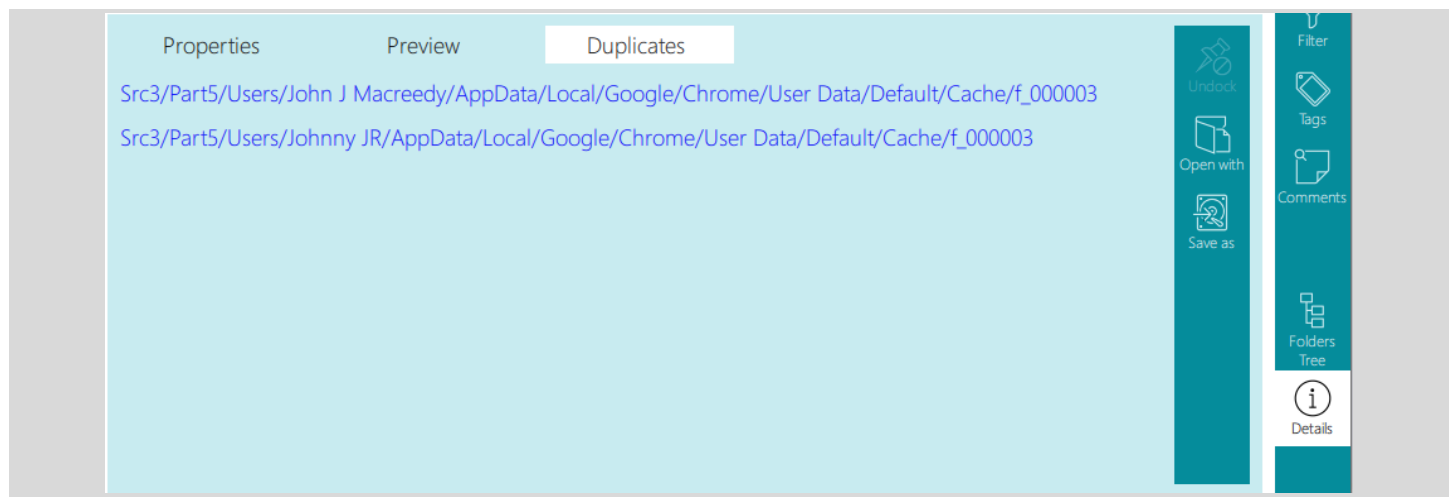 Properties
Preview
Duplicates
Src3/Part5/Users/John J Macreedy/AppData/Local/Google/Chrome/User Data/Default/Cache/f_000003
Src3/Part5/Users/Johnny JR/AppData/Local/Google/Chrome/User Data/Default/Cache/f_000003
Undock
Open with
Save as
Filter
Tags
Comments
Folders
Tree
Details